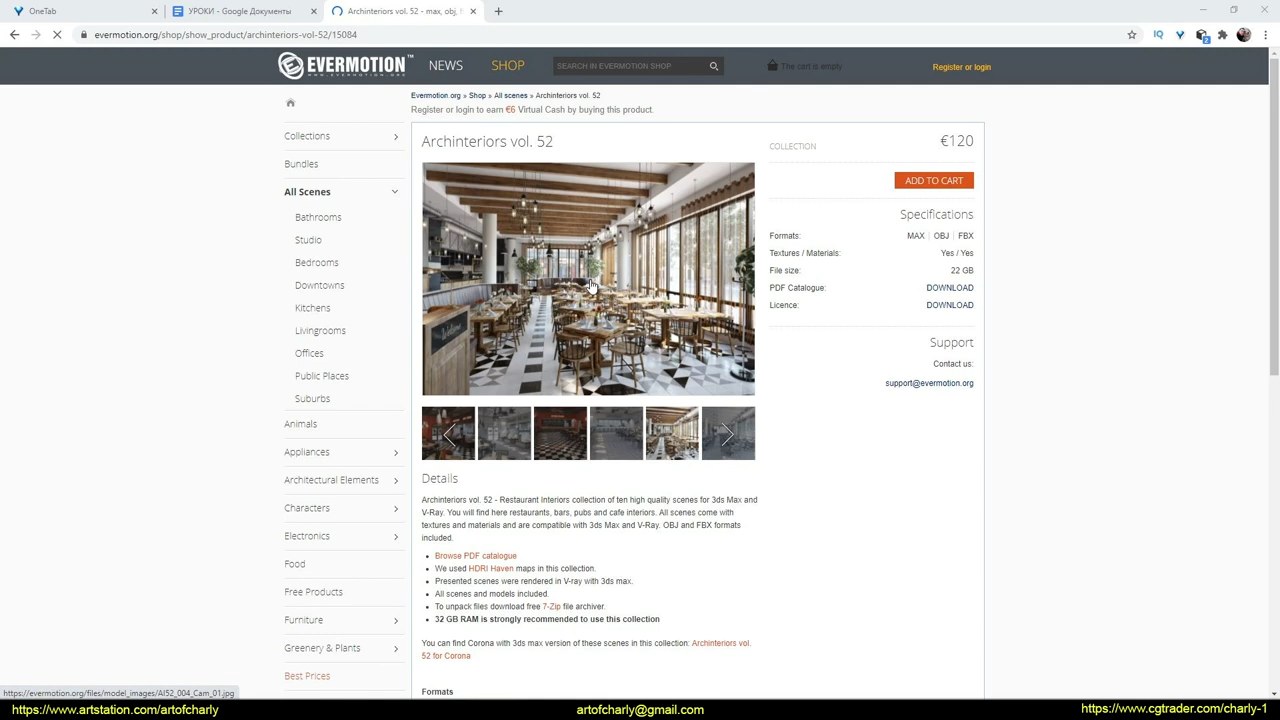 OneTab
УРОКИ - Google Документы
Archinteriors vol. 52 - max, obj, f
evermotion.org/shop/show_product/archinteriors-vol-52/15084
EVERMOTION™
WWW.EVERMOTION.ORG
NEWS
SHOP
SEARCH IN EVERMOTION SHOP
The cart is empty
Register or login
Evermotion.org » Shop » All scenes » Archinteriors vol. 52
Register or login to earn €6 Virtual Cash by buying this product.
Collections
Bundles
All Scenes
Bathrooms
Studio
Bedrooms
Downtowns
Kitchens
Livingrooms
Offices
Public Places
Suburbs
Animals
Appliances
Architectural Elements
Characters
Electronics
Food
Free Products
Furniture
Greenery & Plants
Best Prices
Archinteriors vol. 52
COLLECTION
€120
ADD TO CART
Specifications
Formats: MAX | OBJ | FBX
Textures / Materials: Yes / Yes
File size: 22 GB
PDF Catalogue: DOWNLOAD
Licence: DOWNLOAD
Support
Contact us:
support@evermotion.org
Details
Archinteriors vol. 52 - Restaurant Interiors collection of ten high quality scenes for 3ds Max and
V-Ray. You will find here restaurants, bars, pubs and cafe interiors. All scenes come with
textures and materials and are compatible with 3ds Max and V-Ray. OBJ and FBX formats
included.
Browse PDF catalogue
We used HDRI Haven maps in this collection.
Presented scenes were rendered in V-ray with 3ds max.
All scenes and models included.
To unpack files download free 7-Zip file archiver.
32 GB RAM is strongly recommended to use this collection
You can find Corona with 3ds max version of these scenes in this collection: Archinteriors vol.
52 for Corona
Formats
https://evermotion.org/files/model_images/AI52_004_Cam_01.jpg
https://www.artstation.com/artofcharly
artofcharly@gmail.com
https://www.cgtrader.com/charly-1